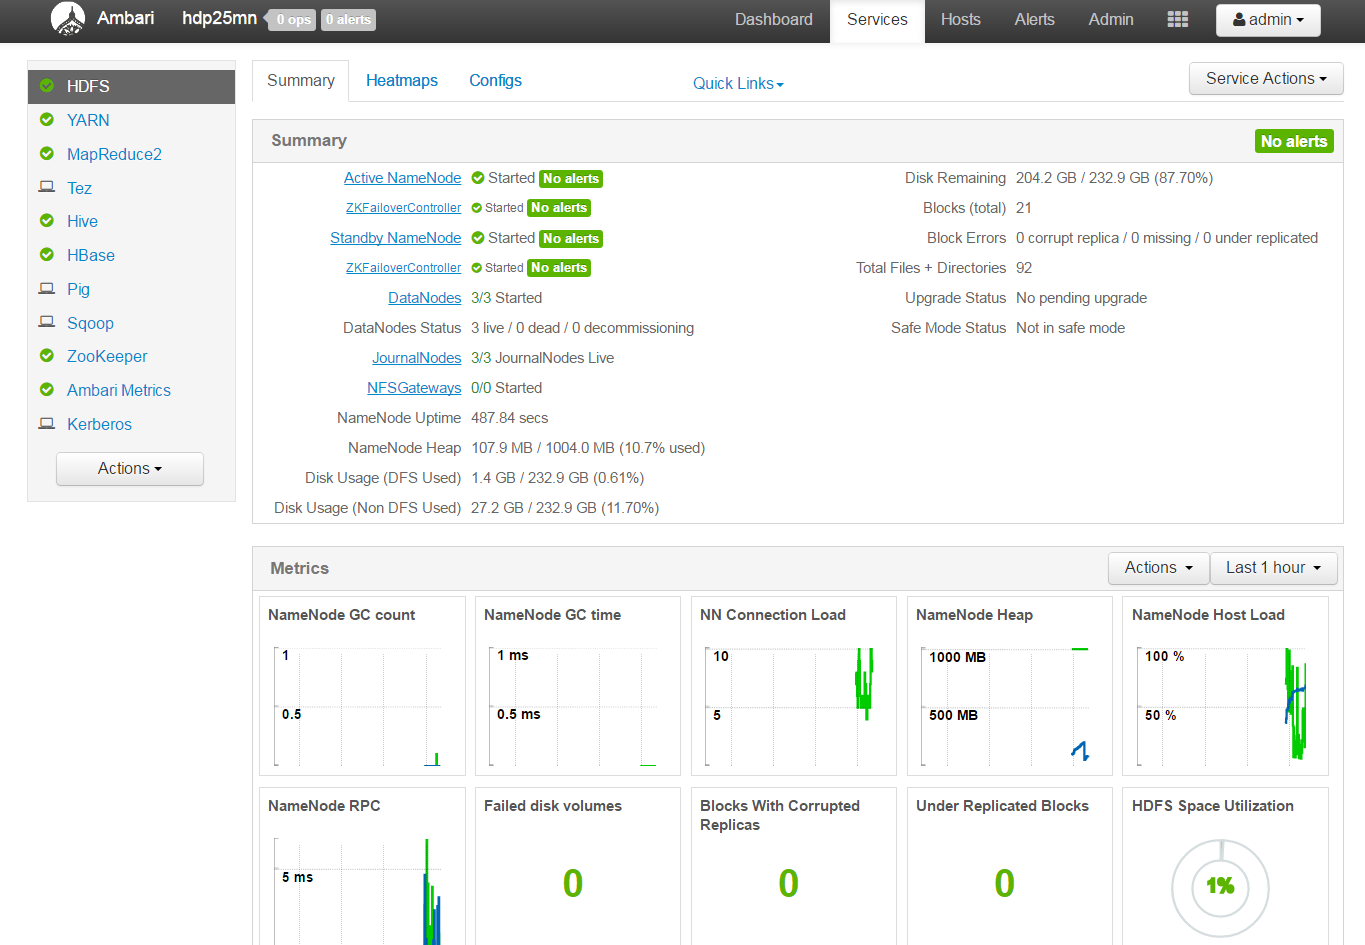 Ambari hdp25mn 0 ops 0 alerts Dashboard Services Hosts Alerts Admin admin
HDFS
YARN
MapReduce2
Tez
Hive
HBase
Pig
Sqoop
ZooKeeper
Ambari Metrics
Kerberos
Actions
Summary Heatmaps Configs Quick Links Service Actions
Summary No alerts
Active NameNode Started No alerts
ZKFailoverController Started No alerts
Standby NameNode Started No alerts
ZKFailoverController Started No alerts
DataNodes 3/3 Started
DataNodes Status 3 live / 0 dead / 0 decommissioning
JournalNodes 3/3 JournalNodes Live
NFSGateways 0/0 Started
NameNode Uptime 487.84 secs
NameNode Heap 107.9 MB / 1004.0 MB (10.7% used)
Disk Usage (DFS Used) 1.4 GB / 232.9 GB (0.61%)
Disk Usage (Non DFS Used) 27.2 GB / 232.9 GB (11.70%)
Disk Remaining 204.2 GB / 232.9 GB (87.70%)
Blocks (total) 21
Block Errors 0 corrupt replica / 0 missing / 0 under replicated
Total Files + Directories 92
Upgrade Status No pending upgrade
Safe Mode Status Not in safe mode
Metrics Actions Last 1 hour
NameNode GC count
1
0.5
NameNode GC time
1 ms
0.5 ms
NN Connection Load
10
5
NameNode Heap
1000 MB
500 MB
NameNode Host Load
100 %
50 %
NameNode RPC
5 ms
Failed disk volumes
0
Blocks With Corrupted
Replicas
0
Under Replicated Blocks
0
HDFS Space Utilization
1%